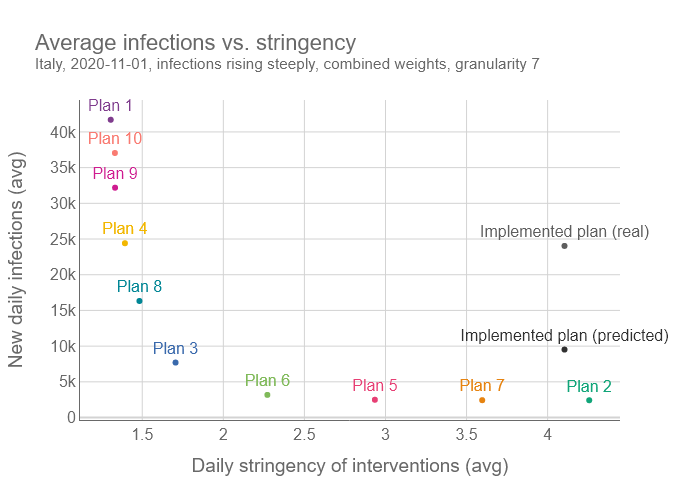 Average infections vs. stringency
Italy, 2020-11-01, infections rising steeply, combined weights, granularity 7
New daily infections (avg)
40k
35k
30k
25k
20k
15k
10k
5k
0
Plan 1
Plan 10
Plan 9
Plan 4
Implemented plan (real)
Plan 8
Implemented plan (predicted)
Plan 3
Plan 6
Plan 5
Plan 7
Plan 2
1.5
2
2.5
3
3.5
4
Daily stringency of interventions (avg)